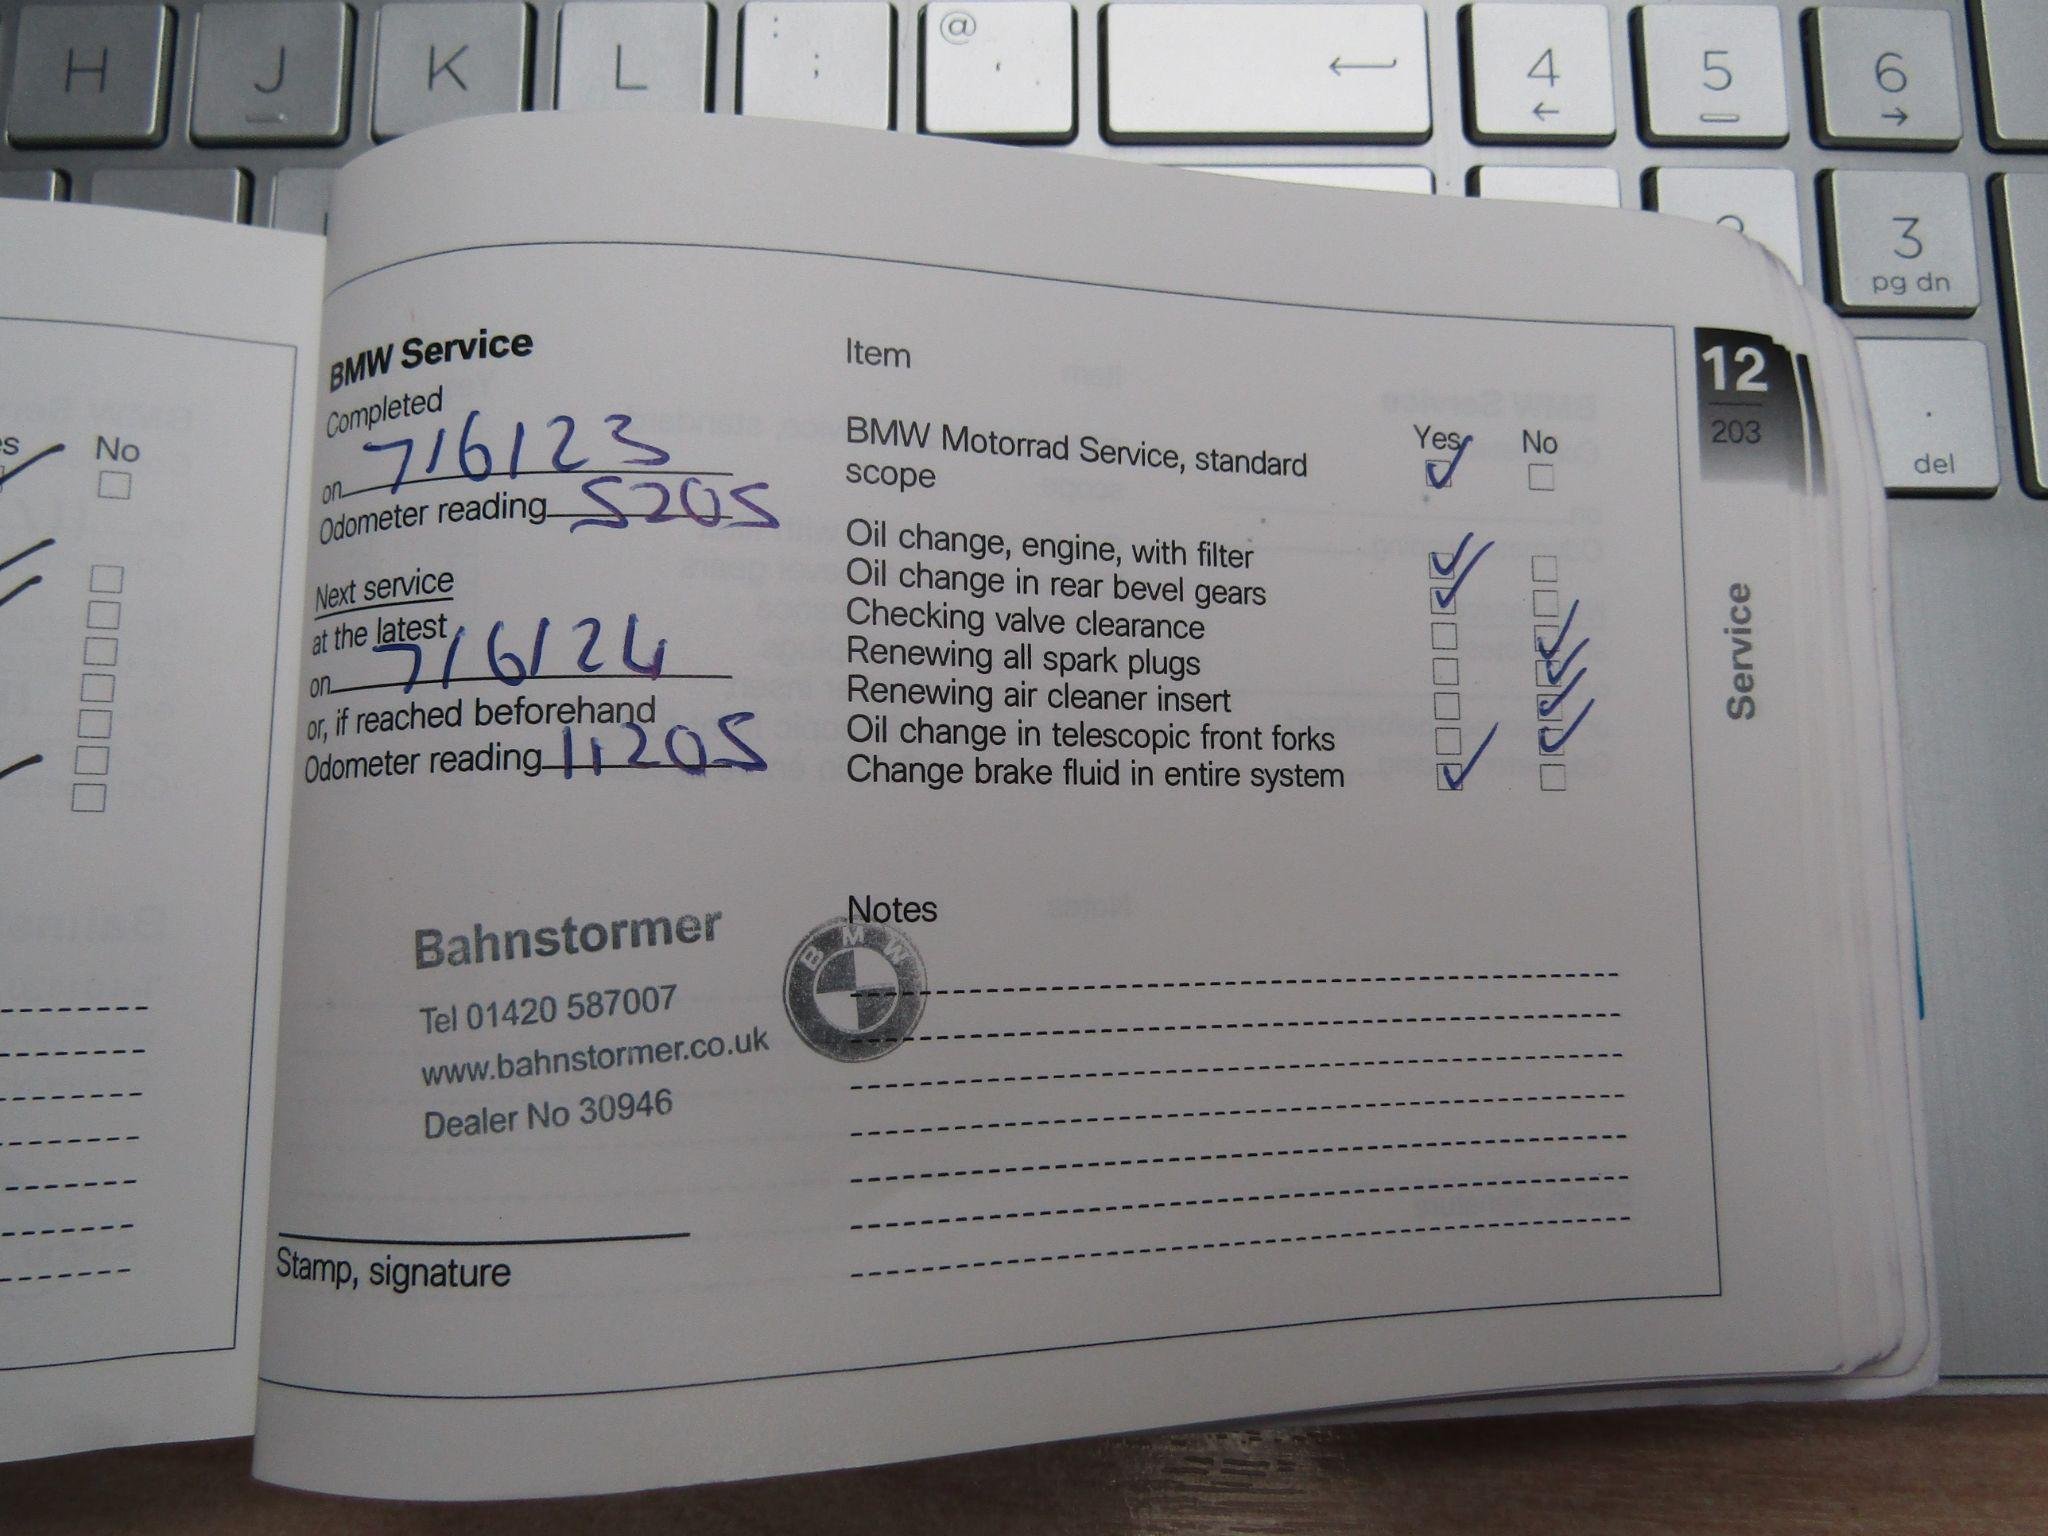 H J K L : ; @ ' ← 4 ← 5 6 →
3
pg dn
.
del
No
BMW Service
Completed
on 7/6/23
Odometer reading 5205
Next service
at the latest
on 7/6/24
or, if reached beforehand
Odometer reading 11205
Bahnstormer
Tel 01420 587007
www.bahnstormer.co.uk
Dealer No 30946
Stamp, signature
Item
Yes No
BMW Motorrad Service, standard
scope
Oil change, engine, with filter
Oil change in rear bevel gears
Checking valve clearance
Renewing all spark plugs
Renewing air cleaner insert
Oil change in telescopic front forks
Change brake fluid in entire system
Notes
BMW
12
203
Service